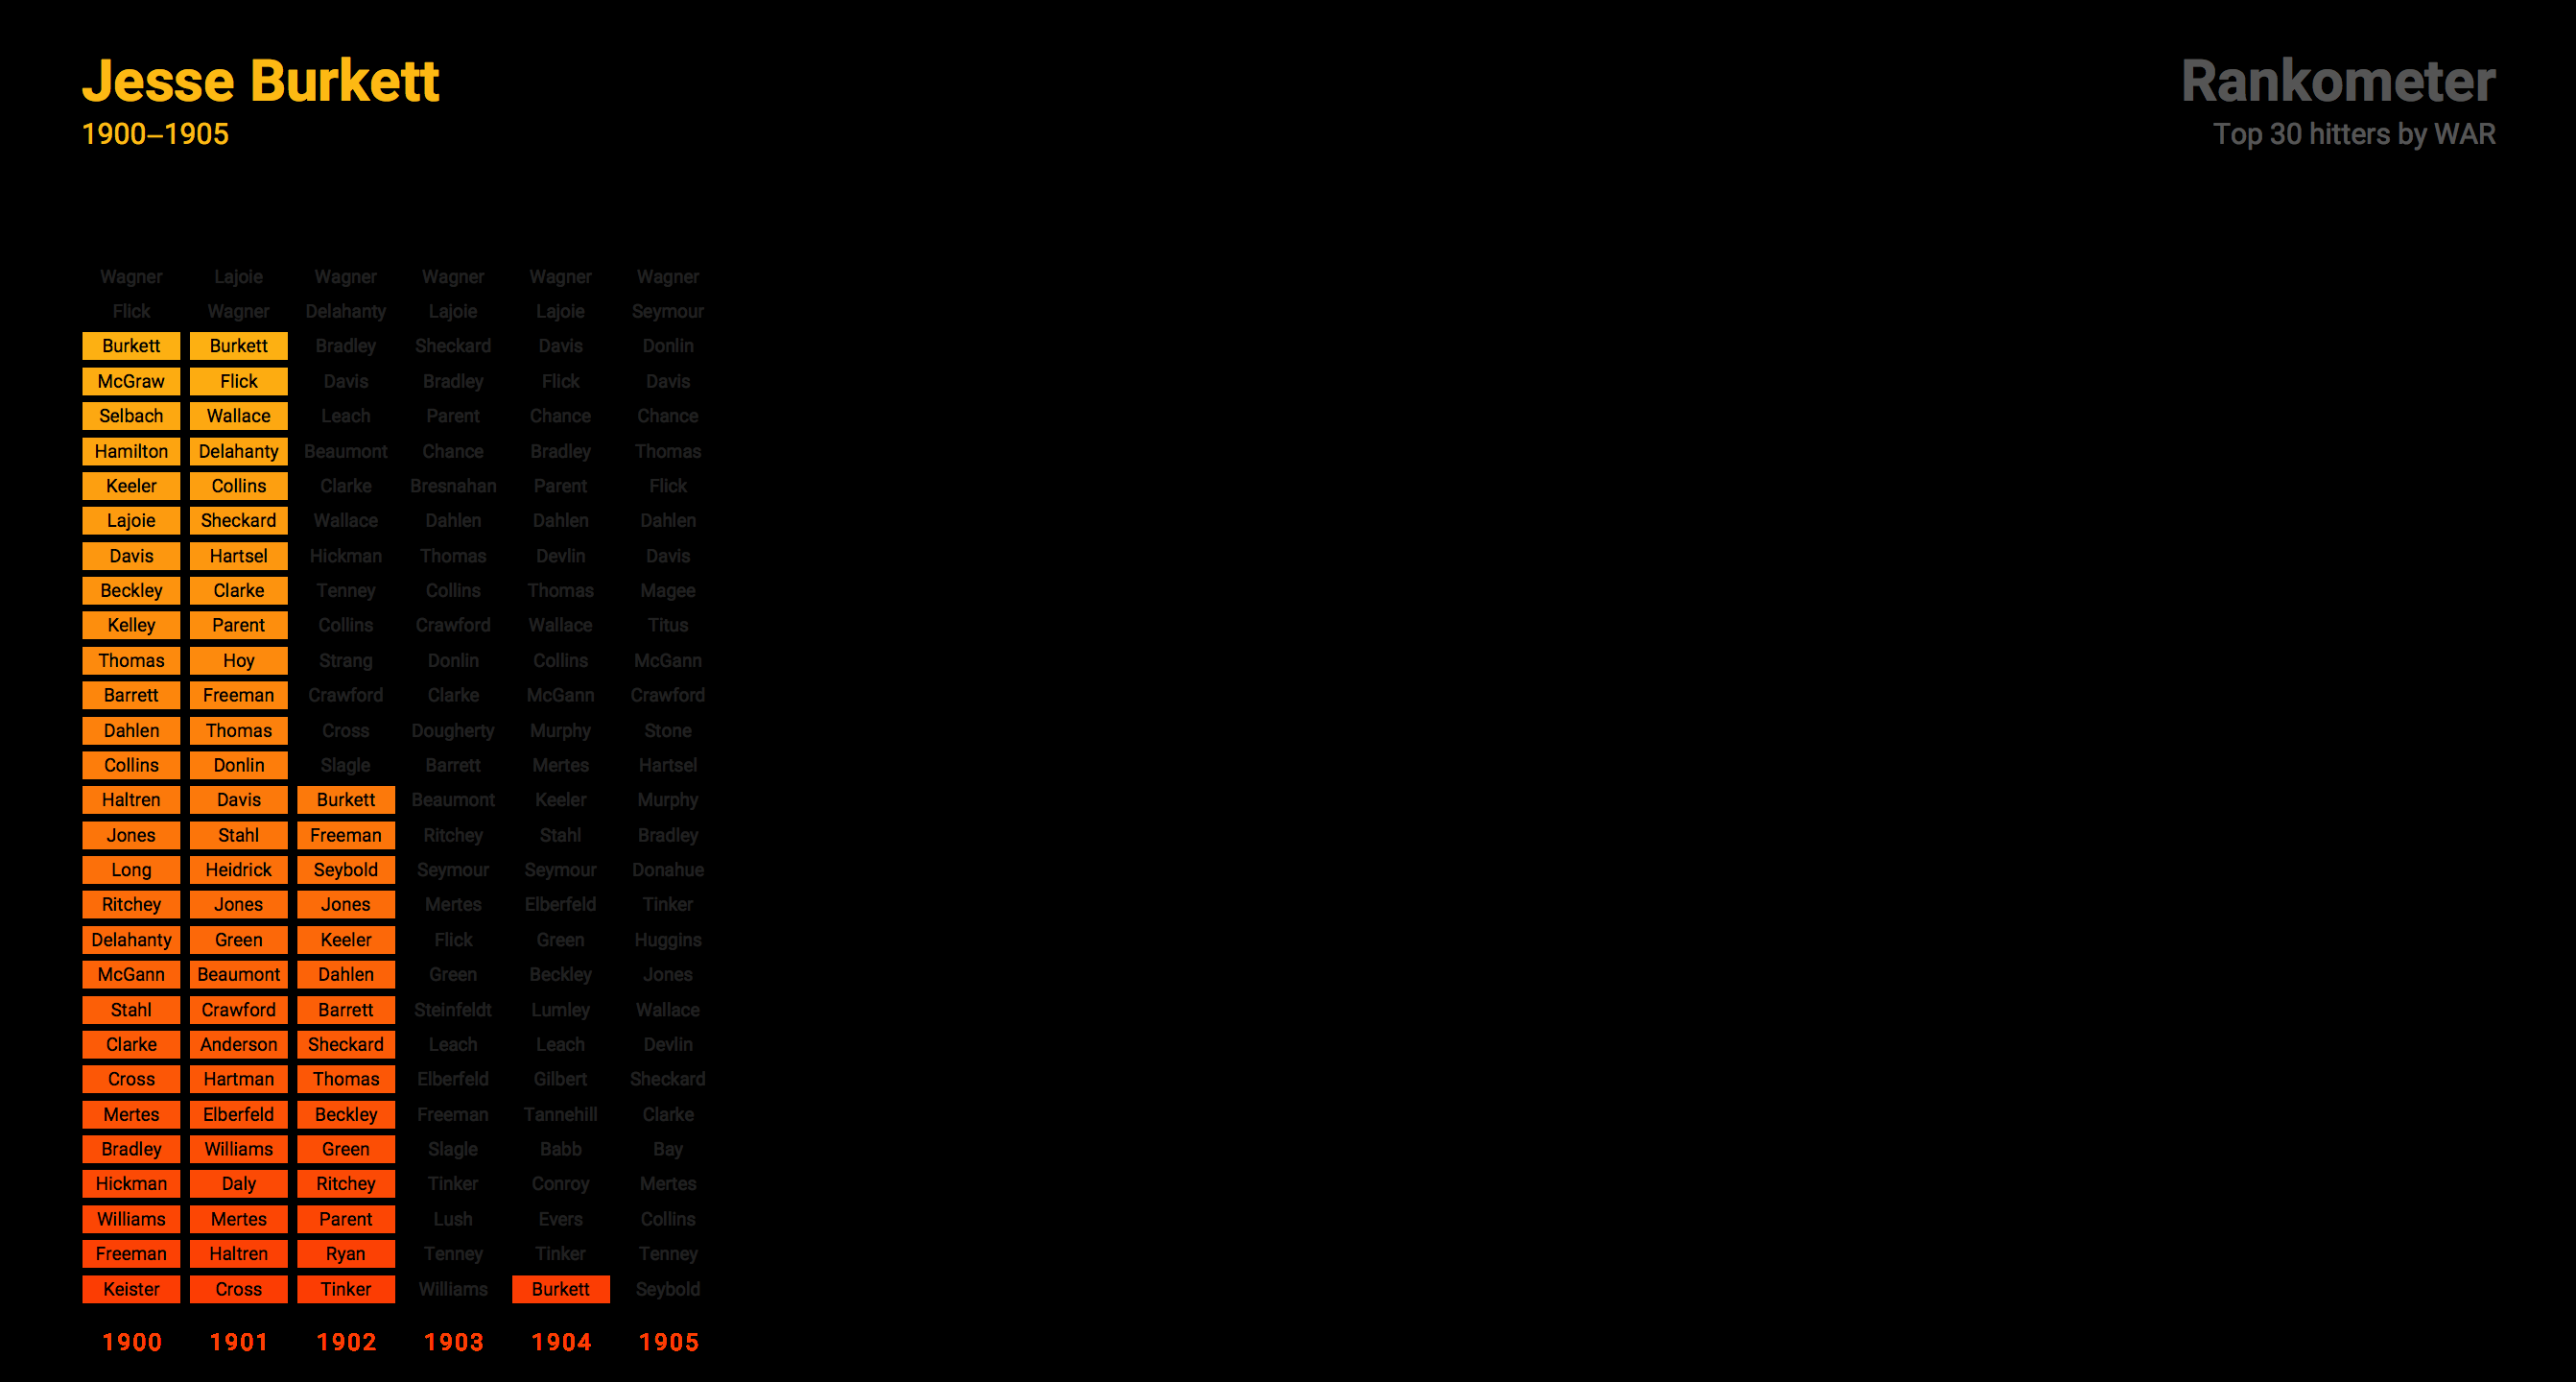 Jesse Burkett
1900–1905
Rankometer
Top 30 hitters by WAR
Wagner Lajoie Wagner Wagner Wagner Wagner
Flick Wagner Delahanty Lajoie Lajoie Seymour
Burkett Burkett Bradley Sheckard Davis Donlin
McGraw Flick Davis Bradley Flick Davis
Selbach Wallace Leach Parent Chance Chance
Hamilton Delahanty Beaumont Chance Bradley Thomas
Keeler Collins Clarke Bresnahan Parent Flick
Lajoie Sheckard Wallace Dahlen Dahlen Dahlen
Davis Hartsel Hickman Thomas Devlin Davis
Beckley Clarke Tenney Collins Thomas Magee
Kelley Parent Collins Crawford Wallace Titus
Thomas Hoy Strang Donlin Collins McGann
Barrett Freeman Crawford Clarke McGann Crawford
Dahlen Thomas Cross Dougherty Murphy Stone
Collins Donlin Slagle Barrett Mertes Hartsel
Haltren Davis Burkett Beaumont Keeler Murphy
Jones Stahl Freeman Ritchey Stahl Bradley
Long Heidrick Seybold Seymour Seymour Donahue
Ritchey Jones Jones Mertes Elberfeld Tinker
Delahanty Green Keeler Flick Green Huggins
McGann Beaumont Dahlen Green Beckley Jones
Stahl Crawford Barrett Steinfeldt Lumley Wallace
Clarke Anderson Sheckard Leach Leach Devlin
Cross Hartman Thomas Elberfeld Gilbert Sheckard
Mertes Elberfeld Beckley Freeman Tannehill Clarke
Bradley Williams Green Slagle Babb Bay
Hickman Daly Ritchey Tinker Conroy Mertes
Williams Mertes Parent Lush Evers Collins
Freeman Haltren Ryan Tenney Tinker Tenney
Keister Cross Tinker Williams Burkett Seybold
1900 1901 1902 1903 1904 1905